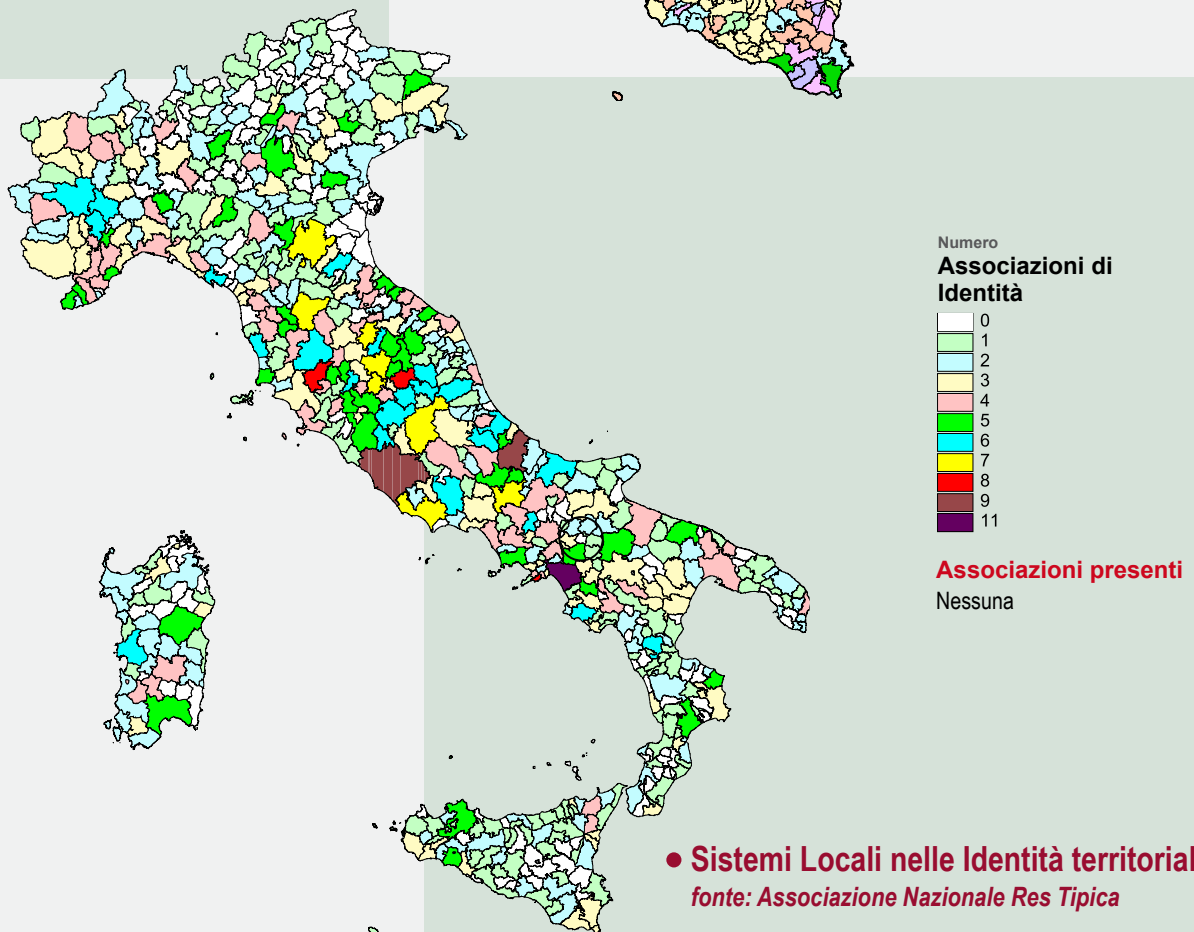 Numero
Associazioni di
Identità
0
1
2
3
4
5
6
7
8
9
11
Associazioni presenti
Nessuna
• Sistemi Locali nelle Identità territorial
fonte: Associazione Nazionale Res Tipica